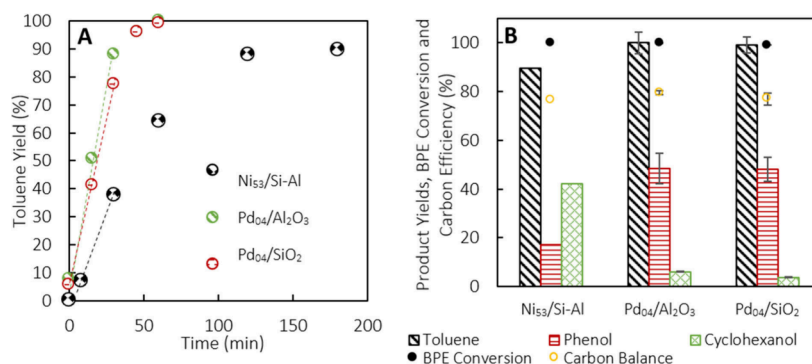 A
Toluene Yield (%)
100
90
80
70
60
50
40
30
20
10
0
0 50 100 150 200
Time (min)
Ni₅₃/Si-Al
Pd₀₄/Al₂O₃
Pd₀₄/SiO₂
B
Product Yields, BPE Conversion and
Carbon Efficiency (%)
100
80
60
40
20
0
Ni₅₃/Si-Al Pd₀₄/Al₂O₃ Pd₀₄/SiO₂
Toluene Phenol Cyclohexanol
BPE Conversion Carbon Balance